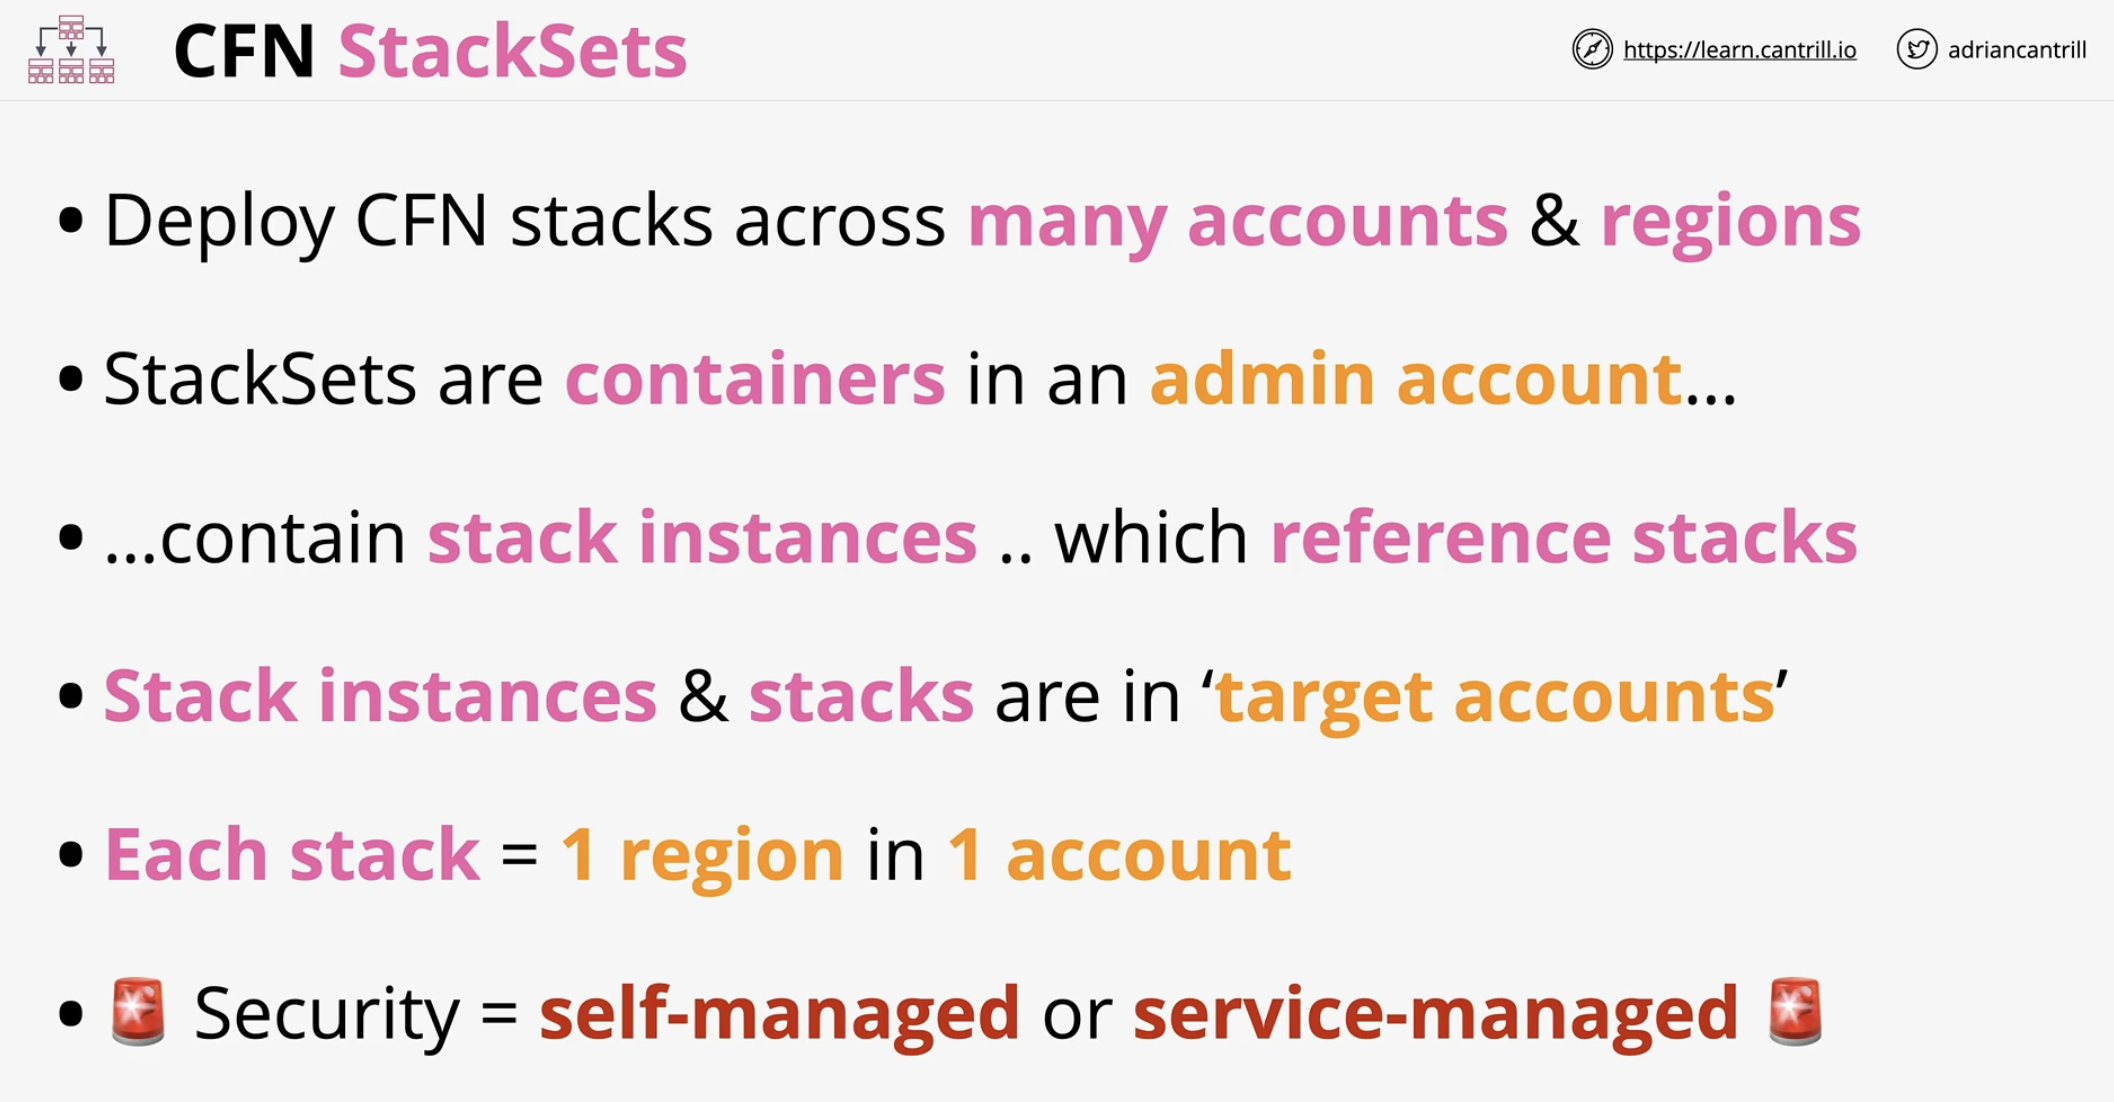 CFN StackSets
https://learn.cantrill.io
adriancantrill
• Deploy CFN stacks across many accounts & regions
• StackSets are containers in an admin account...
• ...contain stack instances .. which reference stacks
• Stack instances & stacks are in ‘target accounts’
• Each stack = 1 region in 1 account
• 🚨 Security = self-managed or service-managed 🚨